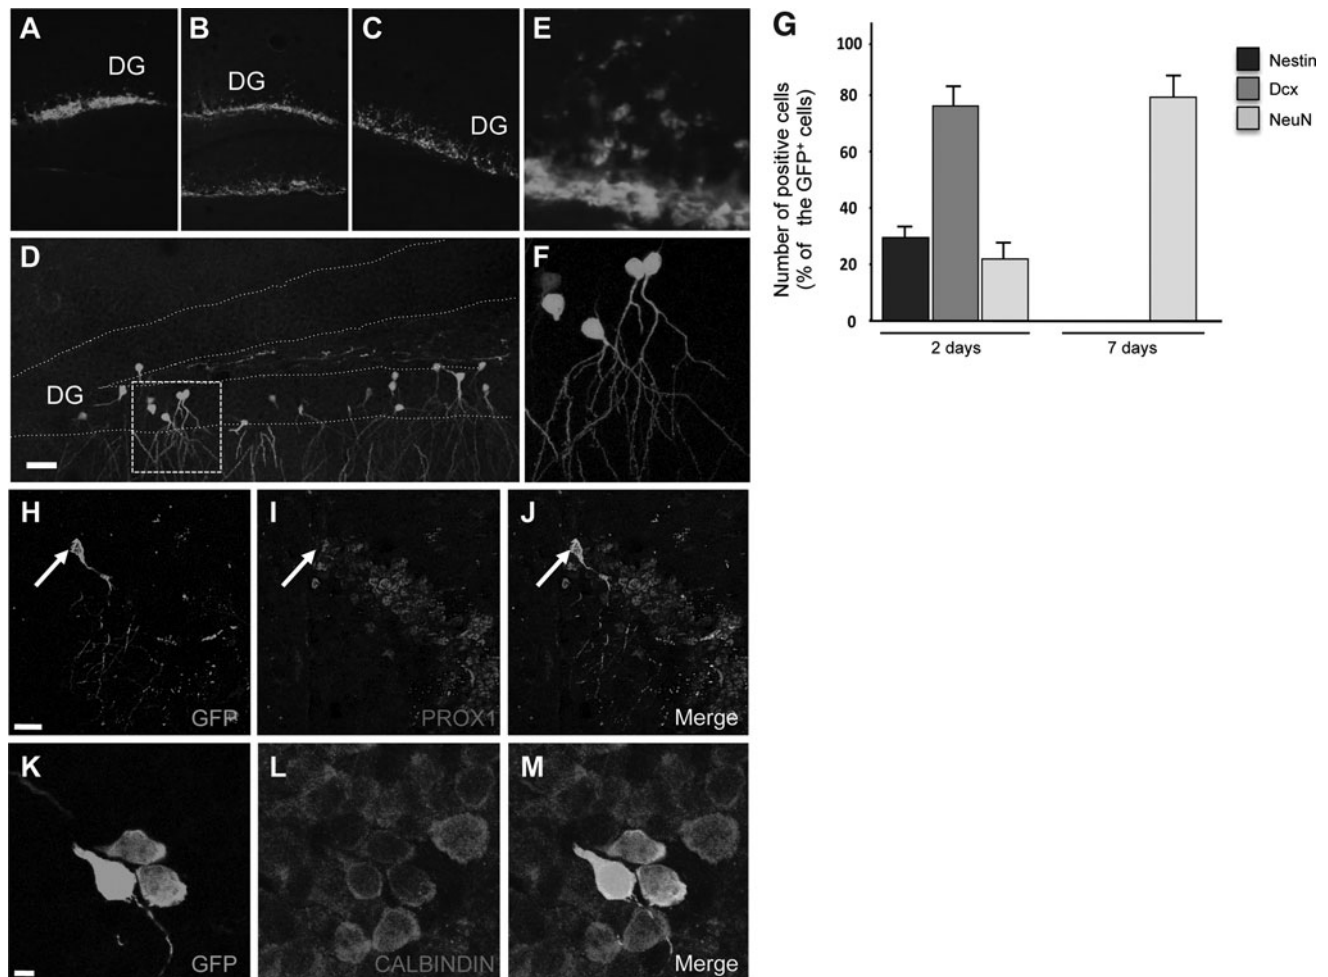 A
DG
B
DG
C
DG
E
D
DG
F
G
Number of positive cells
(% of the GFP+ cells)
100
80
60
40
20
0
2 days
7 days
Nestin
Dcx
NeuN
H
GFP
I
PROX1
J
Merge
K
GFP
L
CALBINDIN
M
Merge